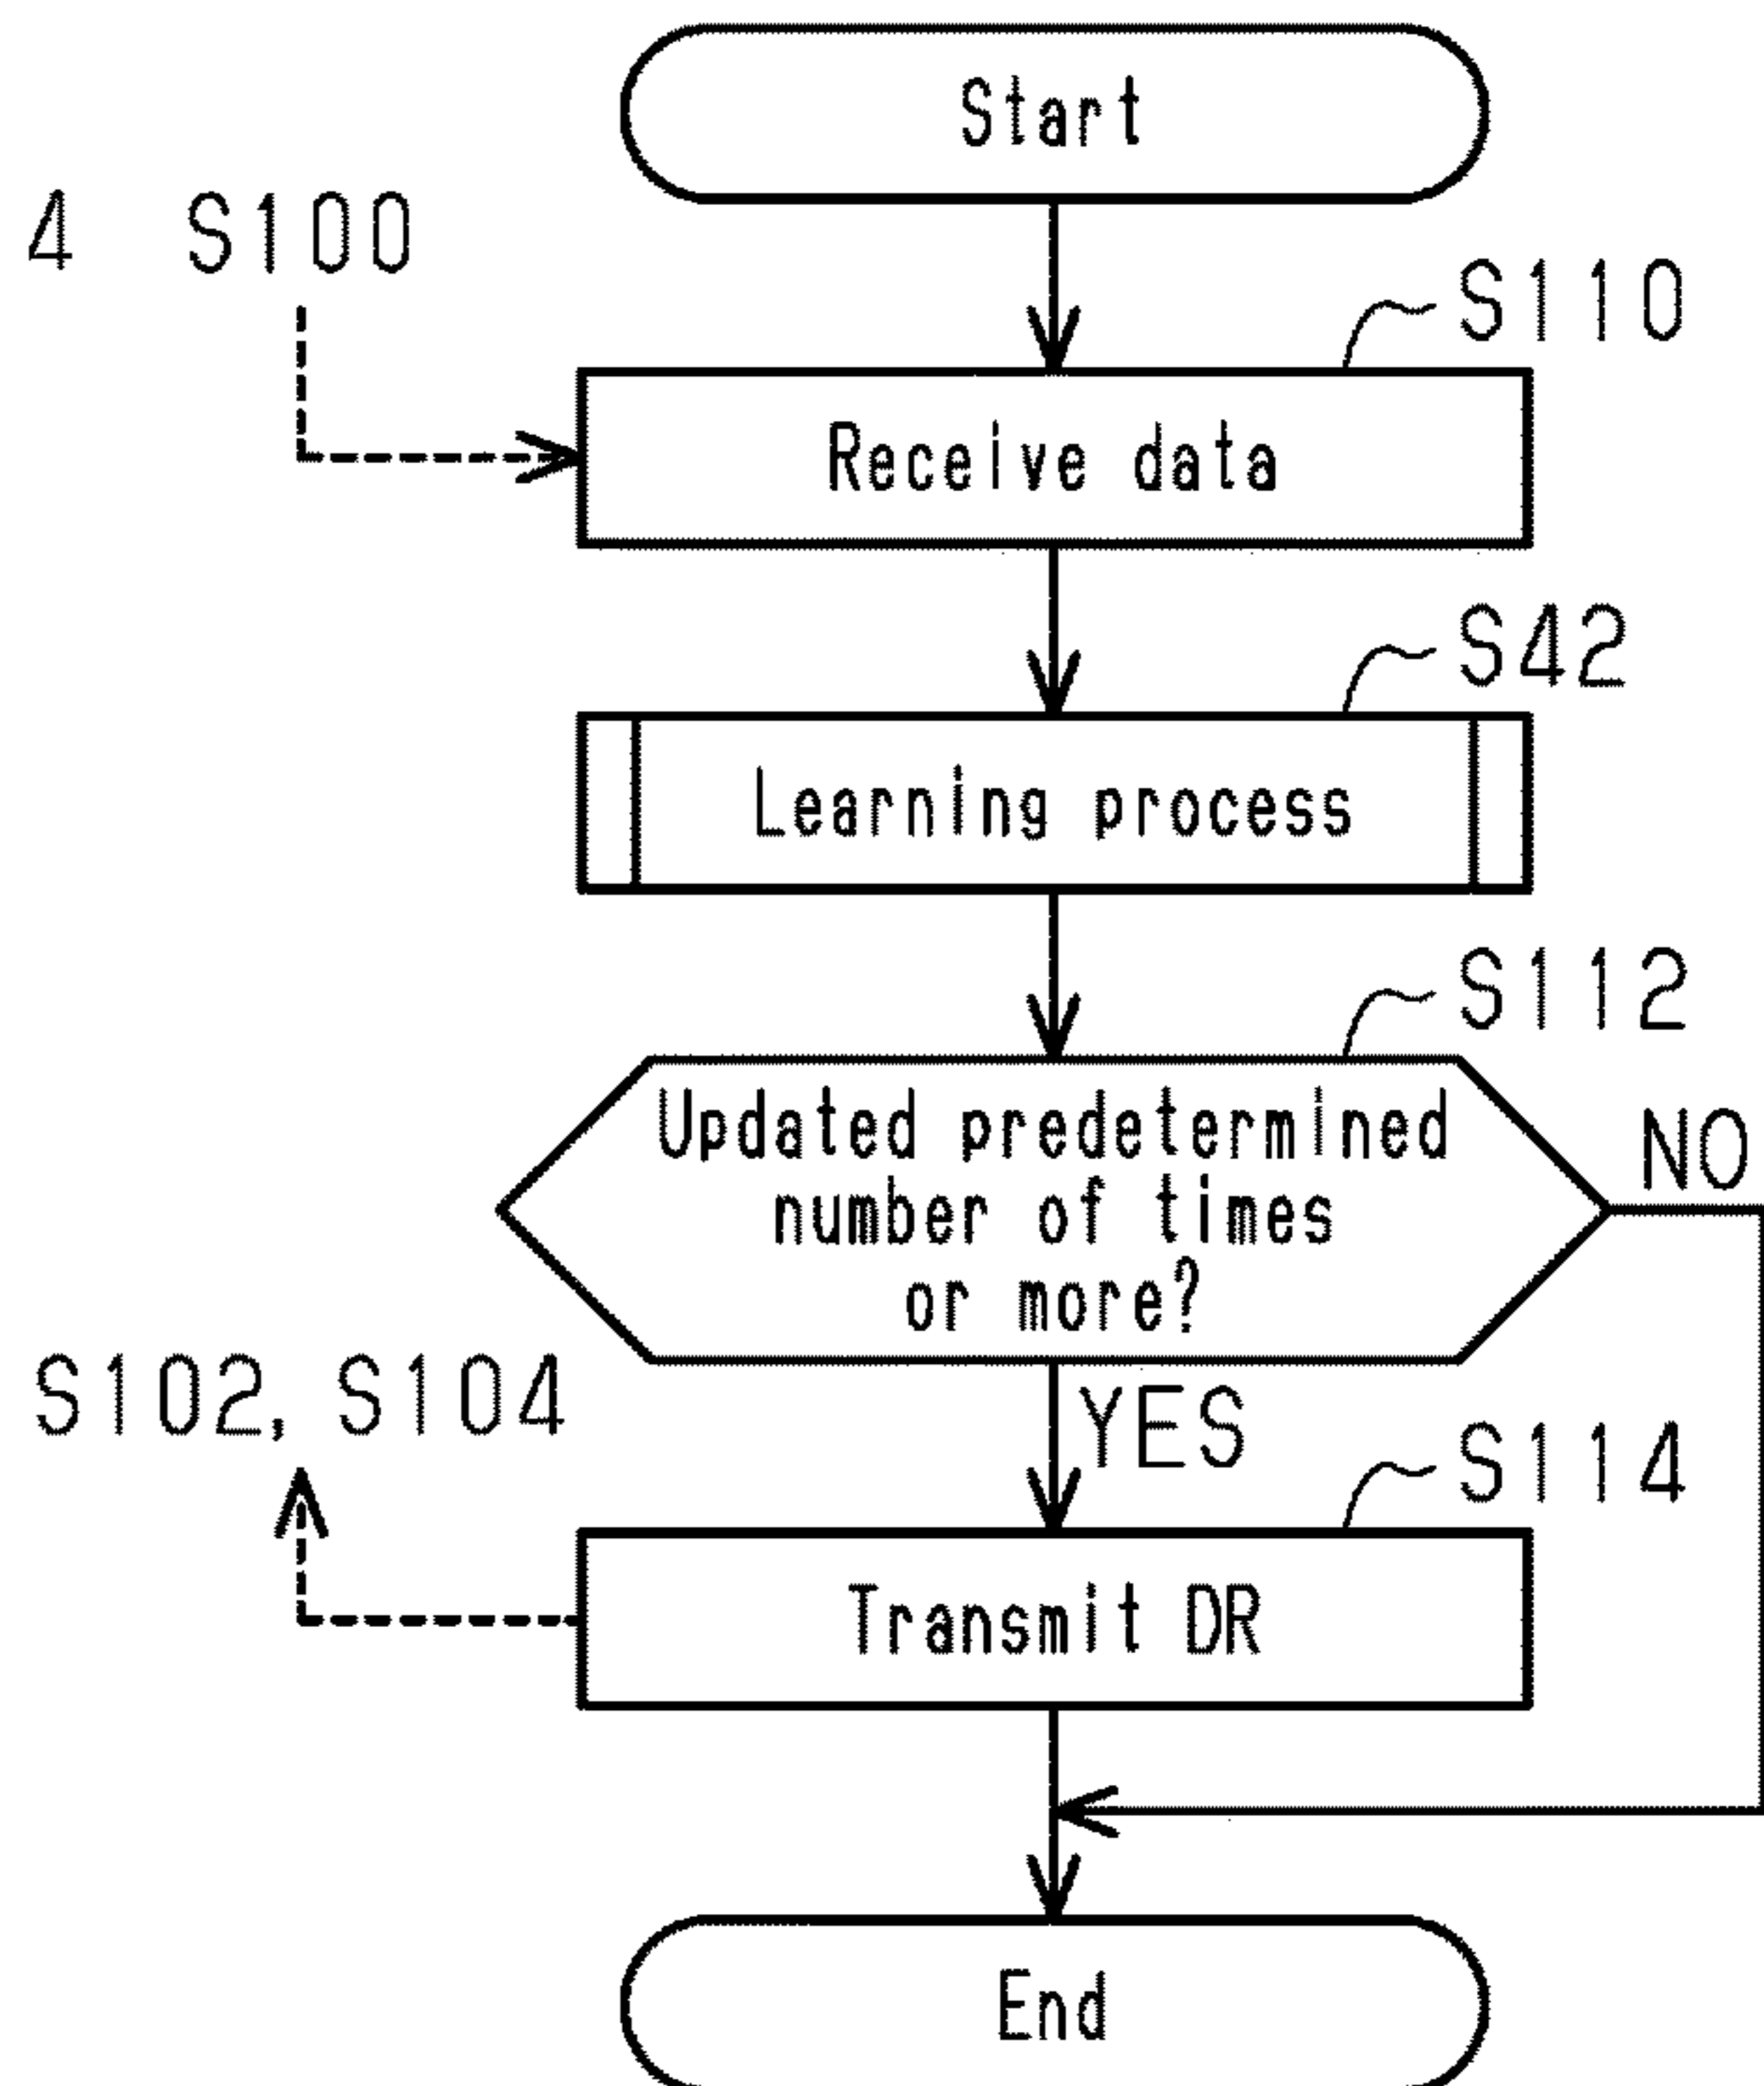 Start
4 S100
S110
Receive data
S42
Learning process
S112
Updated predetermined
number of times
or more?
NO
S102, S104
YES
S114
Transmit DR
End